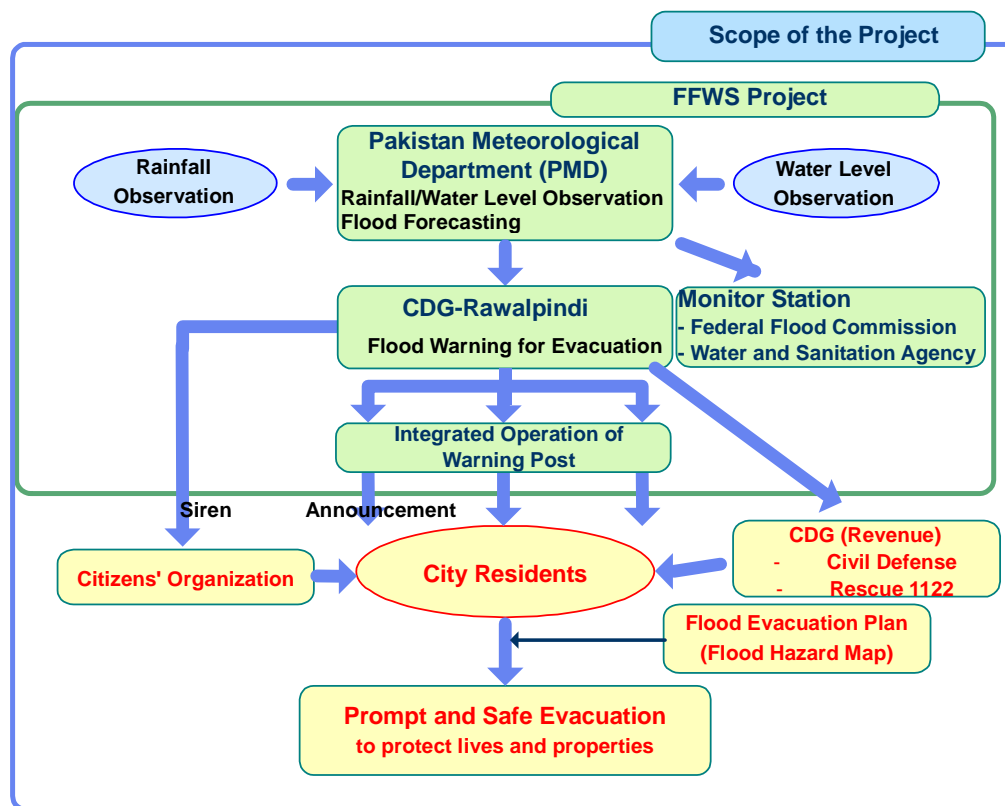 Scope of the Project
FFWS Project
Rainfall
Observation
Pakistan Meteorological
Department (PMD)
Rainfall/Water Level Observation
Flood Forecasting
Water Level
Observation
CDG-Rawalpindi
Flood Warning for Evacuation
Monitor Station
- Federal Flood Commission
- Water and Sanitation Agency
Integrated Operation of
Warning Post
Siren
Announcement
Citizens' Organization
City Residents
CDG (Revenue)
- Civil Defense
- Rescue 1122
Flood Evacuation Plan
(Flood Hazard Map)
Prompt and Safe Evacuation
to protect lives and properties